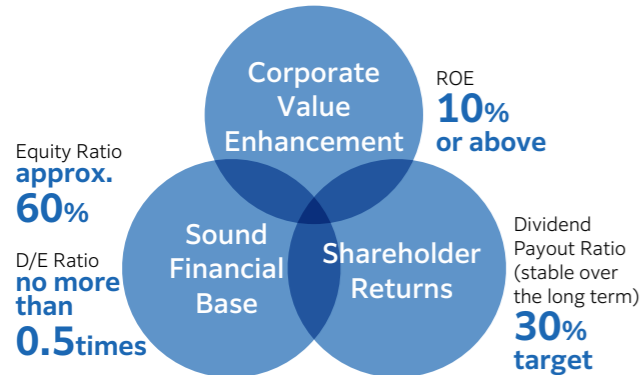 Corporate
Value
Enhancement
ROE
10%
or above
Equity Ratio
approx.
60%
D/E Ratio
no more
than
0.5times
Sound
Financial
Base
Shareholder
Returns
Dividend
Payout Ratio
(stable over
the long term)
30%
target